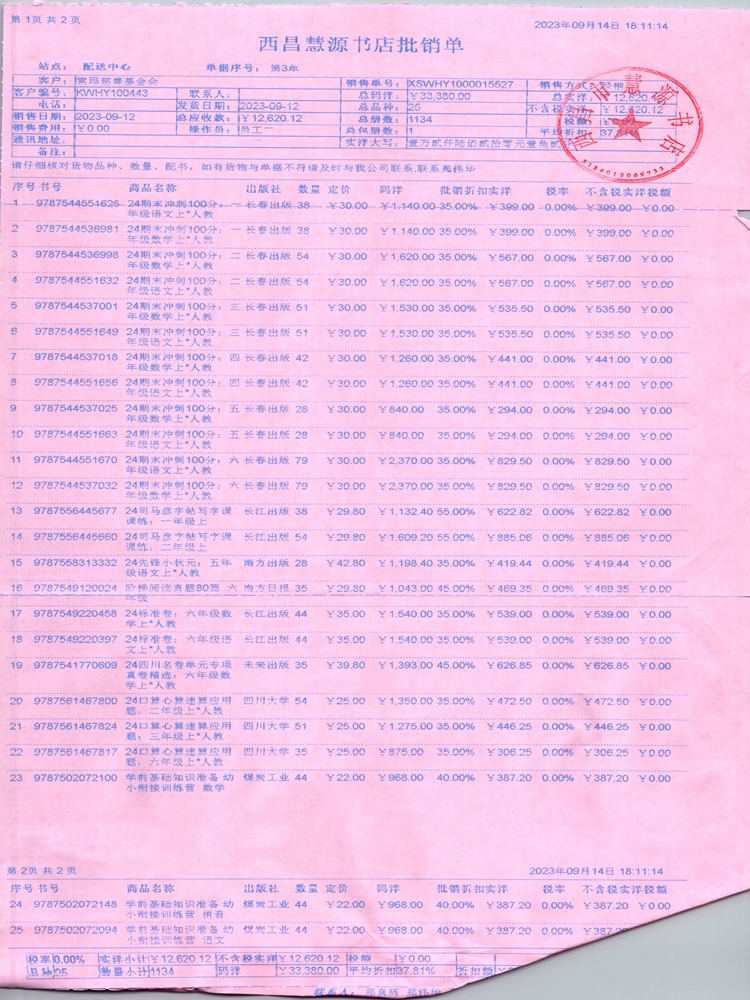 第 1页 共 2 页
2023年09月14日 18:11:14
西昌慧源书店批销单
站点: 配送中心 单据序号: 第3单
客户: 索玛慈善基金会 销售单号: XSWHY1000015527 销售方式:
客户编号: KWHY100443 联系人: 总码洋: ￥33,380.00 总实洋: ￥12,620.12
电话: 发货日期: 2023-09-12 总品种: 25 不含税实洋: ￥12,620.12
销售日期: 2023-09-12 总应收款: ￥12,620.12 总册数: 1134 税额:
销售费用: ￥0.00 操作员: 员工二 总包册数: 1 平均折扣: 37.81%
通讯地址: 实洋大写: 壹万贰仟陆佰贰拾零元壹角贰分
备注:
请仔细核对货物品种、数量、配书,如有货物与单据不符请及时与我公司联系,联系郑伟华
序号 书号 商品名称 出版社 数量 定价 码洋 批销折扣 实洋 税率 不含税实洋 税额
1 9787544551625 24期末冲刺100分: 一 长春出版 38 ￥30.00 ￥1,140.00 35.00% ￥399.00 0.00% ￥399.00 ￥0.00
年级语文上*人教
2 9787544536981 24期末冲刺100分: 一 长春出版 38 ￥30.00 ￥1,140.00 35.00% ￥399.00 0.00% ￥399.00 ￥0.00
年级数学上*人教
3 9787544536998 24期末冲刺100分: 二 长春出版 54 ￥30.00 ￥1,620.00 35.00% ￥567.00 0.00% ￥567.00 ￥0.00
年级数学上*人教
4 9787544551632 24期末冲刺100分: 二 长春出版 54 ￥30.00 ￥1,620.00 35.00% ￥567.00 0.00% ￥567.00 ￥0.00
年级语文上*人教
5 9787544537001 24期末冲刺100分: 三 长春出版 51 ￥30.00 ￥1,530.00 35.00% ￥535.50 0.00% ￥535.50 ￥0.00
年级数学上*人教
6 9787544551649 24期末冲刺100分: 三 长春出版 51 ￥30.00 ￥1,530.00 35.00% ￥535.50 0.00% ￥535.50 ￥0.00
年级语文上*人教
7 9787544537018 24期末冲刺100分: 四 长春出版 42 ￥30.00 ￥1,260.00 35.00% ￥441.00 0.00% ￥441.00 ￥0.00
年级数学上*人教
8 9787544551656 24期末冲刺100分: 四 长春出版 42 ￥30.00 ￥1,260.00 35.00% ￥441.00 0.00% ￥441.00 ￥0.00
年级语文上*人教
9 9787544537025 24期末冲刺100分: 五 长春出版 28 ￥30.00 ￥840.00 35.00% ￥294.00 0.00% ￥294.00 ￥0.00
年级数学上*人教
10 9787544551663 24期末冲刺100分: 五 长春出版 28 ￥30.00 ￥840.00 35.00% ￥294.00 0.00% ￥294.00 ￥0.00
年级语文上*人教
11 9787544551670 24期末冲刺100分: 六 长春出版 79 ￥30.00 ￥2,370.00 35.00% ￥829.50 0.00% ￥829.50 ￥0.00
年级语文上*人教
12 9787544537032 24期末冲刺100分: 六 长春出版 79 ￥30.00 ￥2,370.00 35.00% ￥829.50 0.00% ￥829.50 ￥0.00
年级数学上*人教
13 9787556445677 24司马彦字帖写字课 长江出版 38 ￥29.80 ￥1,132.40 55.00% ￥622.82 0.00% ￥622.82 ￥0.00
课练: 一年级上
14 9787556445660 24司马彦字帖写字课 长江出版 54 ￥29.80 ￥1,609.20 55.00% ￥885.06 0.00% ￥885.06 ￥0.00
课练: 二年级上
15 9787558313332 24先锋小状元: 五年 南方出版 28 ￥42.80 ￥1,198.40 35.00% ￥419.44 0.00% ￥419.44 ￥0.00
级语文上*人教
16 9787549120024 阶梯阅读真题80篇 六 南方日报 35 ￥29.80 ￥1,043.00 45.00% ￥469.35 0.00% ￥469.35 ￥0.00
年级
17 9787549220458 24标准卷: 六年级数 长江出版 44 ￥35.00 ￥1,540.00 35.00% ￥539.00 0.00% ￥539.00 ￥0.00
学上*人教
18 9787549220397 24标准卷: 六年级语 长江出版 44 ￥35.00 ￥1,540.00 35.00% ￥539.00 0.00% ￥539.00 ￥0.00
文上*人教
19 9787541770609 24四川名卷单元专项 未来出版 35 ￥39.80 ￥1,393.00 45.00% ￥626.85 0.00% ￥626.85 ￥0.00
真卷精选: 六年级数
学上*人教
20 9787561467800 24口算心算速算应用 四川大学 54 ￥25.00 ￥1,350.00 35.00% ￥472.50 0.00% ￥472.50 ￥0.00
题: 二年级上*人教
21 9787561467824 24口算心算速算应用 四川大学 51 ￥25.00 ￥1,275.00 35.00% ￥446.25 0.00% ￥446.25 ￥0.00
题: 三年级上*人教
22 9787561467817 24口算心算速算应用 四川大学 35 ￥25.00 ￥875.00 35.00% ￥306.25 0.00% ￥306.25 ￥0.00
题: 六年级上*人教
23 9787502072100 学前基础知识准备 幼 煤炭工业 44 ￥22.00 ￥968.00 40.00% ￥387.20 0.00% ￥387.20 ￥0.00
小衔接训练营 数学
第 2页 共 2 页
2023年09月14日 18:11:14
序号 书号 商品名称 出版社 数量 定价 码洋 批销折扣 实洋 税率 不含税实洋 税额
24 9787502072148 学前基础知识准备 幼 煤炭工业 44 ￥22.00 ￥968.00 40.00% ￥387.20 0.00% ￥387.20 ￥0.00
小衔接训练营 拼音
25 9787502072094 学前基础知识准备 幼 煤炭工业 44 ￥22.00 ￥968.00 40.00% ￥387.20 0.00% ￥387.20
小衔接训练营 语文
税率 0.00% 实洋小计 ￥12,620.12 不含税实洋 ￥12,620.12 税额 ￥0.00
品种 25 数量小计 1134 码洋 ￥33,380.00 平均折扣 37.81% 折扣额
联系人: